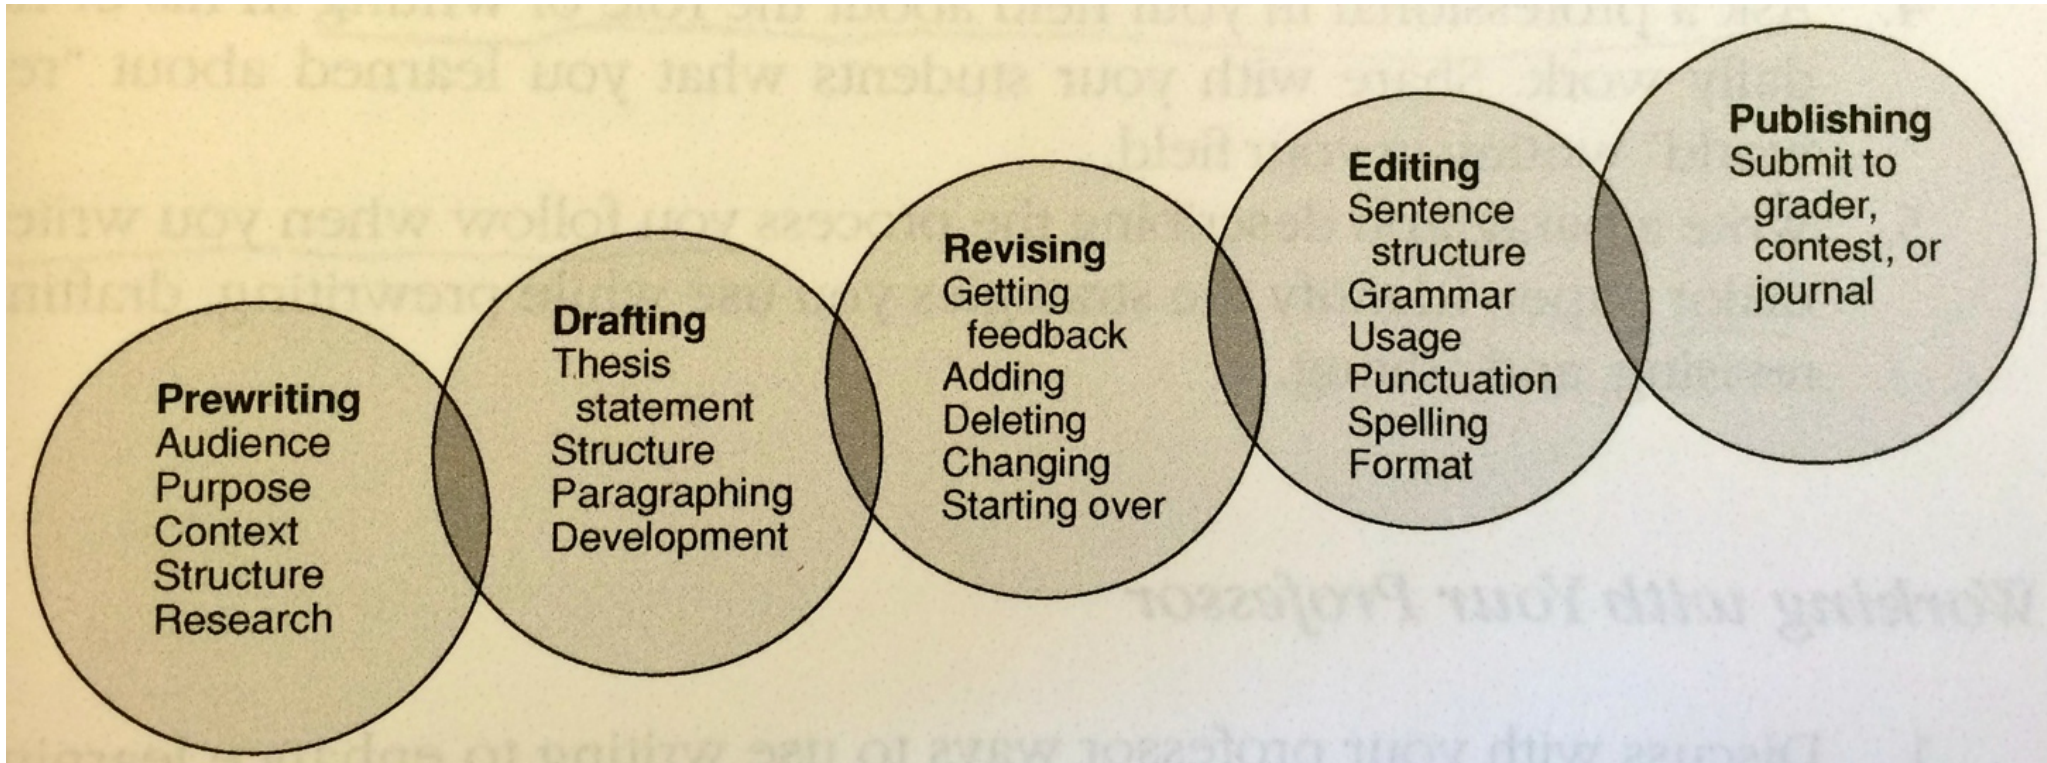 Prewriting
Audience
Purpose
Context
Structure
Research
Drafting
Thesis
statement
Structure
Paragraphing
Development
Revising
Getting
feedback
Adding
Deleting
Changing
Starting over
Editing
Sentence
structure
Grammar
Usage
Punctuation
Spelling
Format
Publishing
Submit to
grader,
contest, or
journal